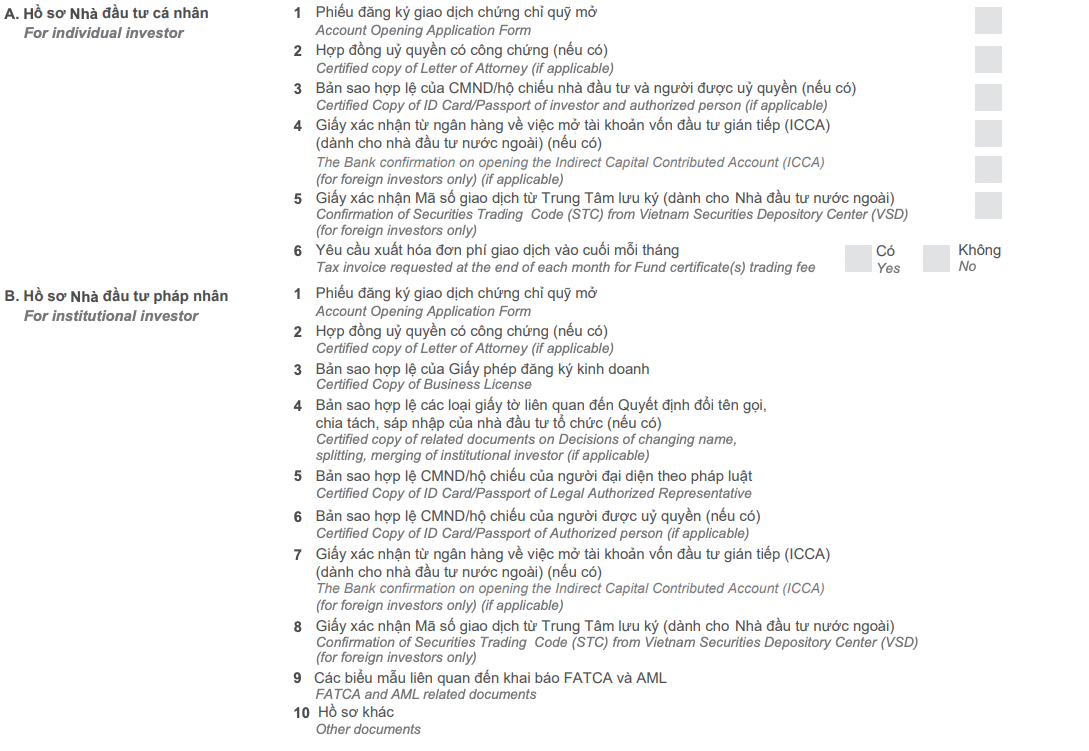 A. Hồ sơ Nhà đầu tư cá nhân
For individual investor
1 Phiếu đăng ký giao dịch chứng chỉ quỹ mở
Account Opening Application Form
2 Hợp đồng uỷ quyền có công chứng (nếu có)
Certified copy of Letter of Attorney (if applicable)
3 Bản sao hợp lệ của CMND/hộ chiếu nhà đầu tư và người được uỷ quyền (nếu có)
Certified Copy of ID Card/Passport of investor and authorized person (if applicable)
4 Giấy xác nhận từ ngân hàng về việc mở tài khoản vốn đầu tư gián tiếp (ICCA)
(dành cho nhà đầu tư nước ngoài) (nếu có)
The Bank confirmation on opening the Indirect Capital Contributed Account (ICCA)
(for foreign investors only) (if applicable)
5 Giấy xác nhận Mã số giao dịch từ Trung Tâm lưu ký (dành cho Nhà đầu tư nước ngoài)
Confirmation of Securities Trading Code (STC) from Vietnam Securities Depository Center (VSD)
(for foreign investors only)
6 Yêu cầu xuất hóa đơn phí giao dịch vào cuối mỗi tháng Có Không
Tax invoice requested at the end of each month for Fund certificate(s) trading fee Yes No
B. Hồ sơ Nhà đầu tư pháp nhân
For institutional investor
1 Phiếu đăng ký giao dịch chứng chỉ quỹ mở
Account Opening Application Form
2 Hợp đồng uỷ quyền có công chứng (nếu có)
Certified copy of Letter of Attorney (if applicable)
3 Bản sao hợp lệ của Giấy phép đăng ký kinh doanh
Certified Copy of Business License
4 Bản sao hợp lệ các loại giấy tờ liên quan đến Quyết định đổi tên gọi,
chia tách, sáp nhập của nhà đầu tư tổ chức (nếu có)
Certified copy of related documents on Decisions of changing name,
splitting, merging of institutional investor (if applicable)
5 Bản sao hợp lệ CMND/hộ chiếu của người đại diện theo pháp luật
Certified Copy of ID Card/Passport of Legal Authorized Representative
6 Bản sao hợp lệ CMND/hộ chiếu của người được uỷ quyền (nếu có)
Certified Copy of ID Card/Passport of Authorized person (if applicable)
7 Giấy xác nhận từ ngân hàng về việc mở tài khoản vốn đầu tư gián tiếp (ICCA)
(dành cho nhà đầu tư nước ngoài) (nếu có)
The Bank confirmation on opening the Indirect Capital Contributed Account (ICCA)
(for foreign investors only) (if applicable)
8 Giấy xác nhận Mã số giao dịch từ Trung Tâm lưu ký (dành cho Nhà đầu tư nước ngoài)
Confirmation of Securities Trading Code (STC) from Vietnam Securities Depository Center (VSD)
(for foreign investors only)
9 Các biểu mẫu liên quan đến khai báo FATCA và AML
FATCA and AML related documents
10 Hồ sơ khác
Other documents